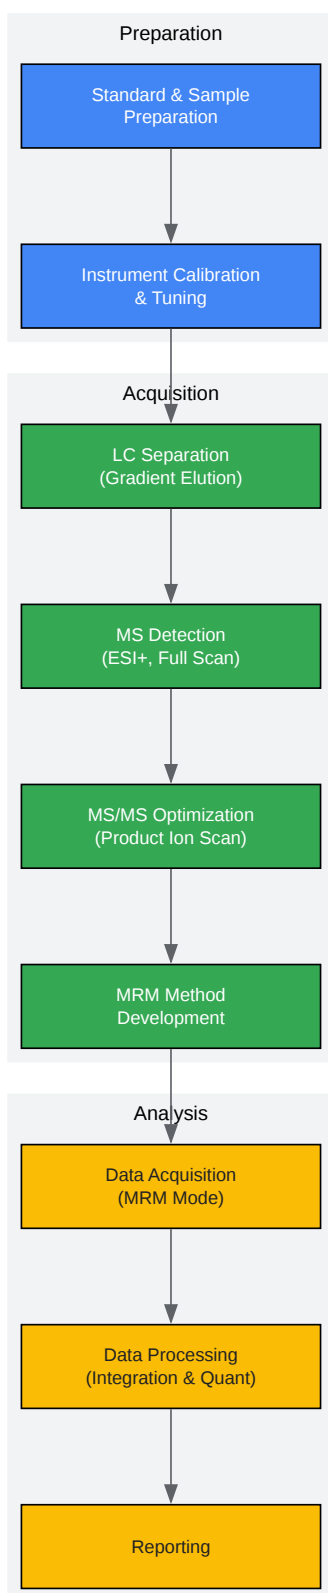 Preparation
Standard & Sample
Preparation
Instrument Calibration
& Tuning
Acquisition
LC Separation
(Gradient Elution)
MS Detection
(ESI+, Full Scan)
MS/MS Optimization
(Product Ion Scan)
MRM Method
Development
Analysis
Data Acquisition
(MRM Mode)
Data Processing
(Integration & Quant)
Reporting